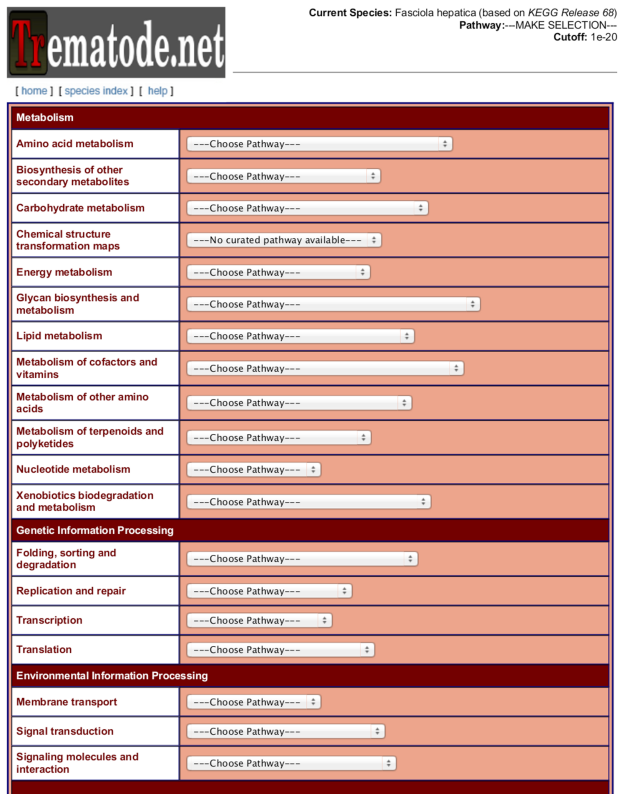 Trematode.net
Current Species: Fasciola hepatica (based on KEGG Release 68)
Pathway:---MAKE SELECTION---
Cutoff: 1e-20
[ home ] [ species index ] [ help ]
Metabolism
Amino acid metabolism ---Choose Pathway---
Biosynthesis of other
secondary metabolites ---Choose Pathway---
Carbohydrate metabolism ---Choose Pathway---
Chemical structure
transformation maps ---No curated pathway available---
Energy metabolism ---Choose Pathway---
Glycan biosynthesis and
metabolism ---Choose Pathway---
Lipid metabolism ---Choose Pathway---
Metabolism of cofactors and
vitamins ---Choose Pathway---
Metabolism of other amino
acids ---Choose Pathway---
Metabolism of terpenoids and
polyketides ---Choose Pathway---
Nucleotide metabolism ---Choose Pathway---
Xenobiotics biodegradation
and metabolism ---Choose Pathway---
Genetic Information Processing
Folding, sorting and
degradation ---Choose Pathway---
Replication and repair ---Choose Pathway---
Transcription ---Choose Pathway---
Translation ---Choose Pathway---
Environmental Information Processing
Membrane transport ---Choose Pathway---
Signal transduction ---Choose Pathway---
Signaling molecules and
interaction ---Choose Pathway---